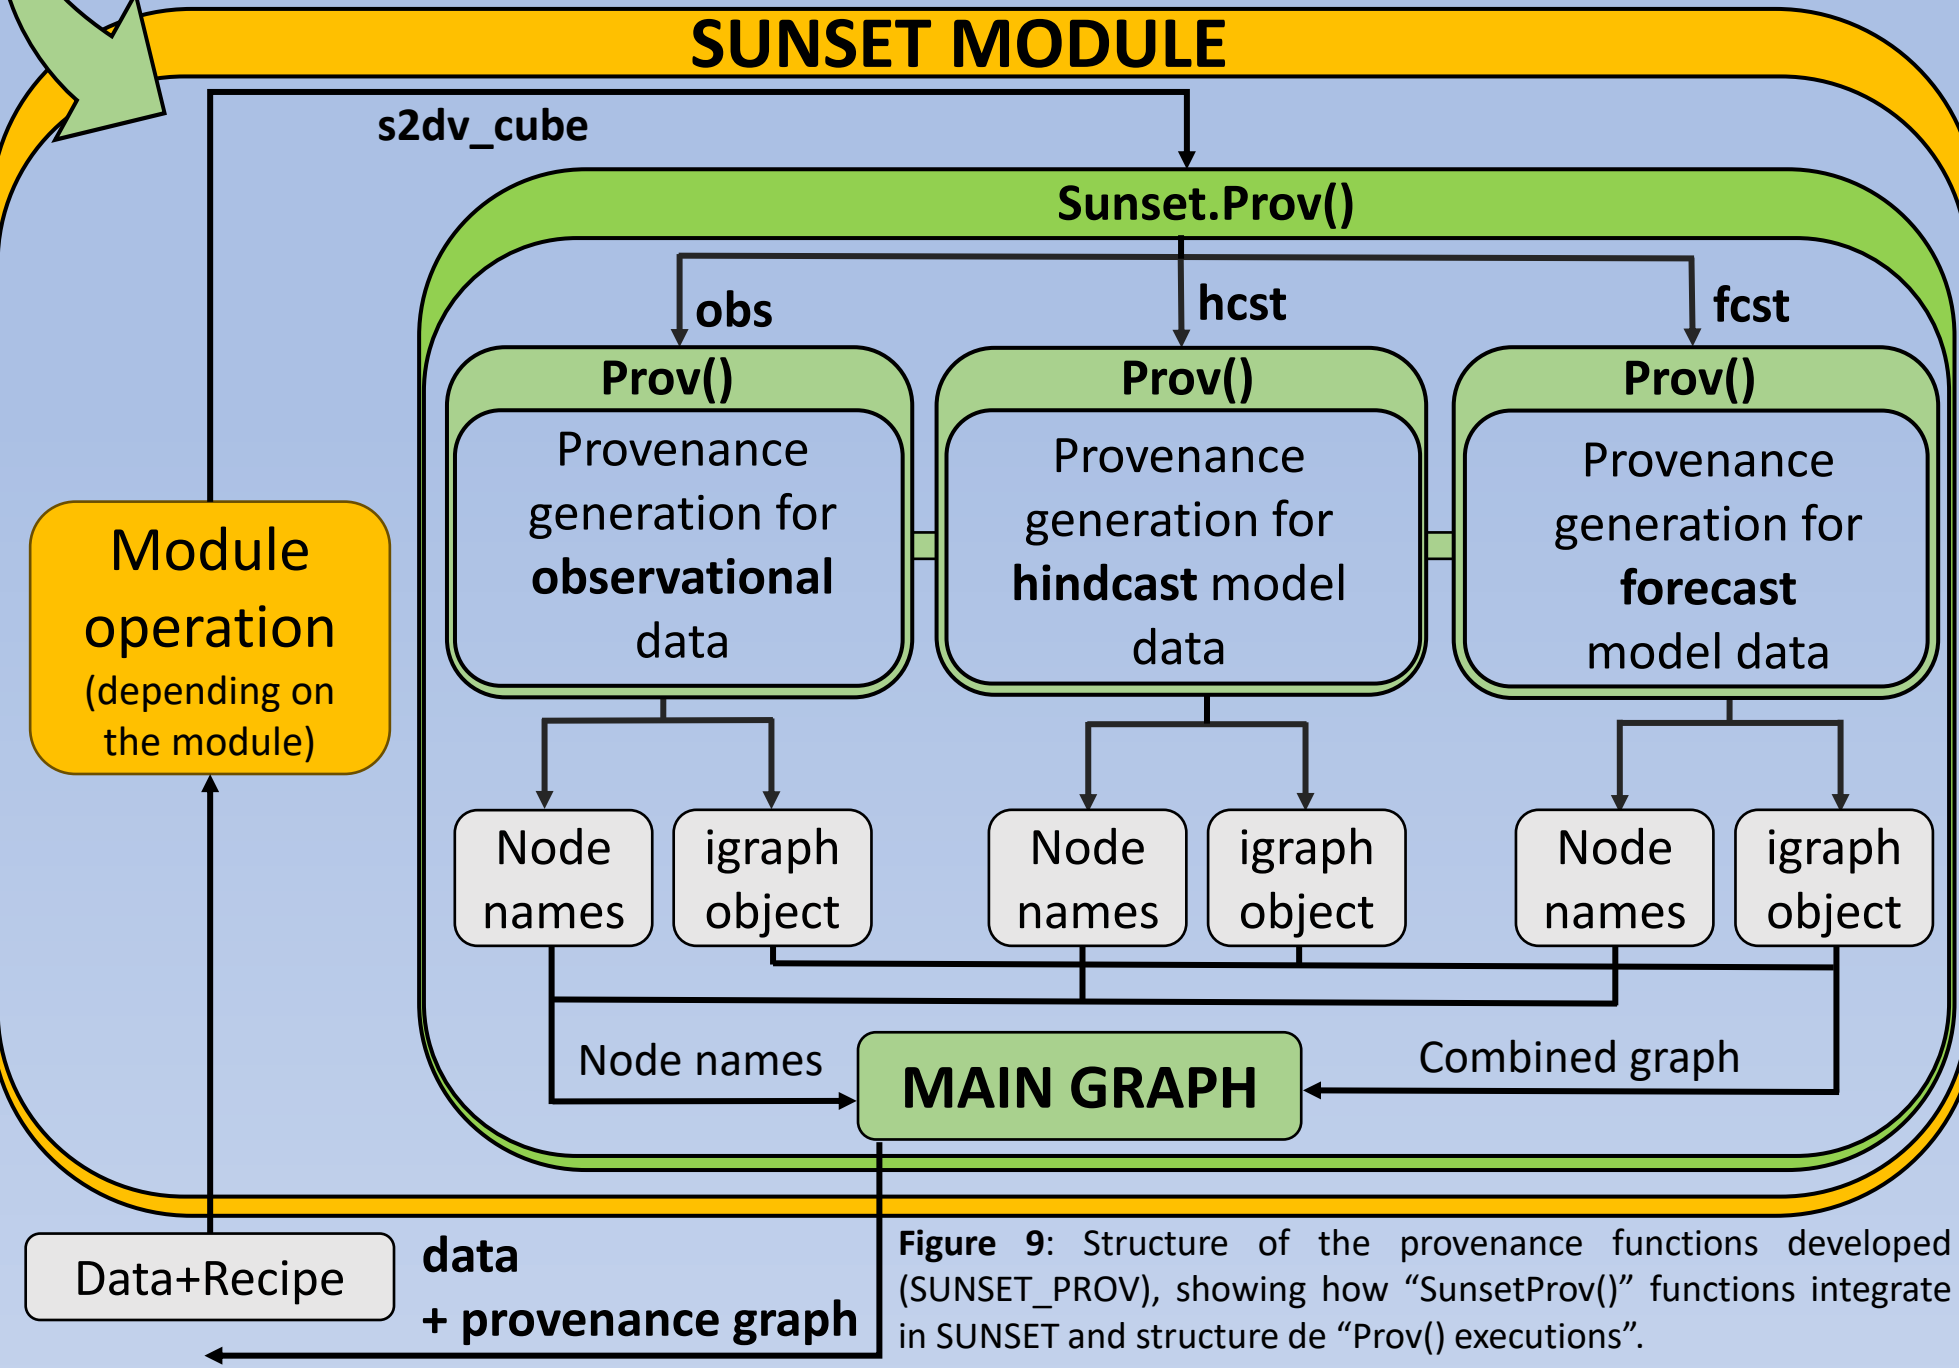 SUNSET MODULE
s2dv_cube
Sunset.Prov()
obs
hcst
fcst
Prov()
Provenance
generation for
observational
data
Prov()
Provenance
generation for
hindcast model
data
Prov()
Provenance
generation for
forecast
model data
Module
operation
(depending on
the module)
Node
names
igraph
object
Node
names
igraph
object
Node
names
igraph
object
Node names
MAIN GRAPH
Combined graph
Data+Recipe
data
+ provenance graph
Figure 9: Structure of the provenance functions developed
(SUNSET_PROV), showing how “SunsetProv()” functions integrate
in SUNSET and structure de “Prov() executions”.